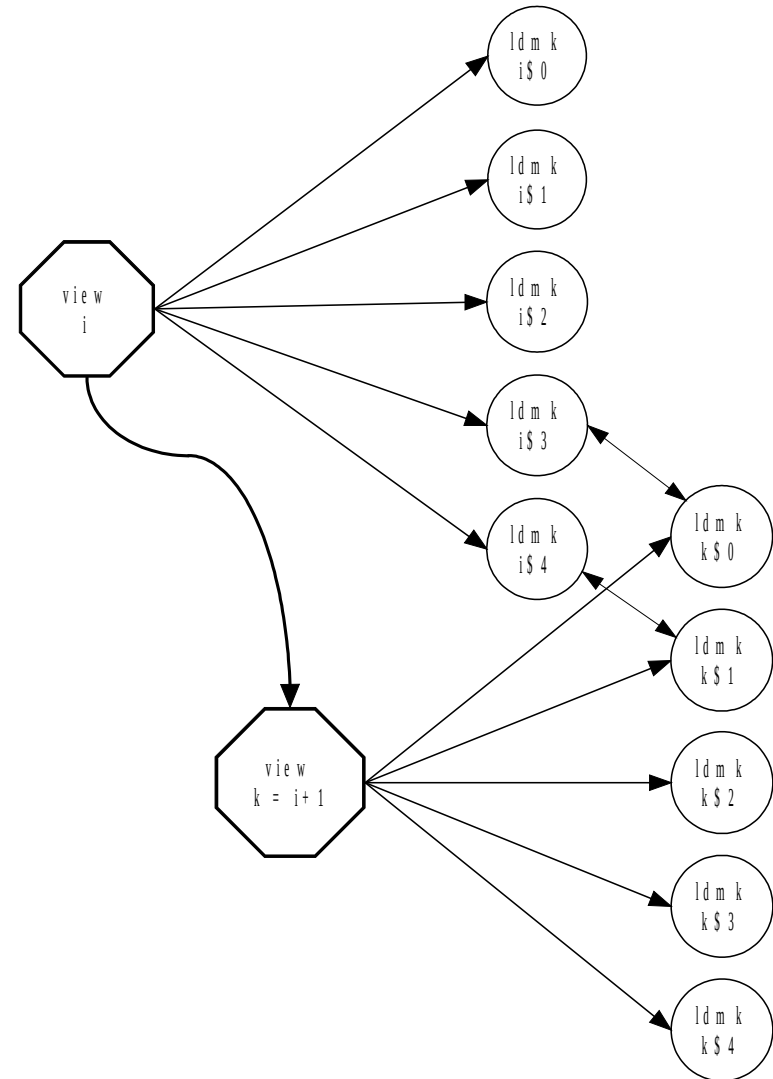 ldmk
i$0
ldmk
i$1
view
i
ldmk
i$2
ldmk
i$3
ldmk
i$4
ldmk
k$0
ldmk
k$1
view
k = i+1
ldmk
k$2
ldmk
k$3
ldmk
k$4